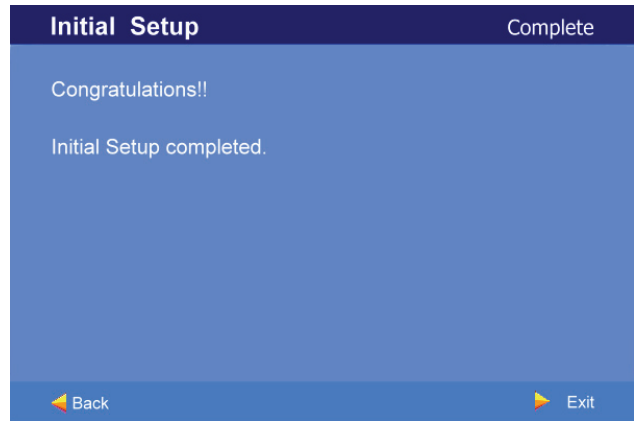 Initial Setup Complete
Congratulations!!
Initial Setup completed.
Back Exit